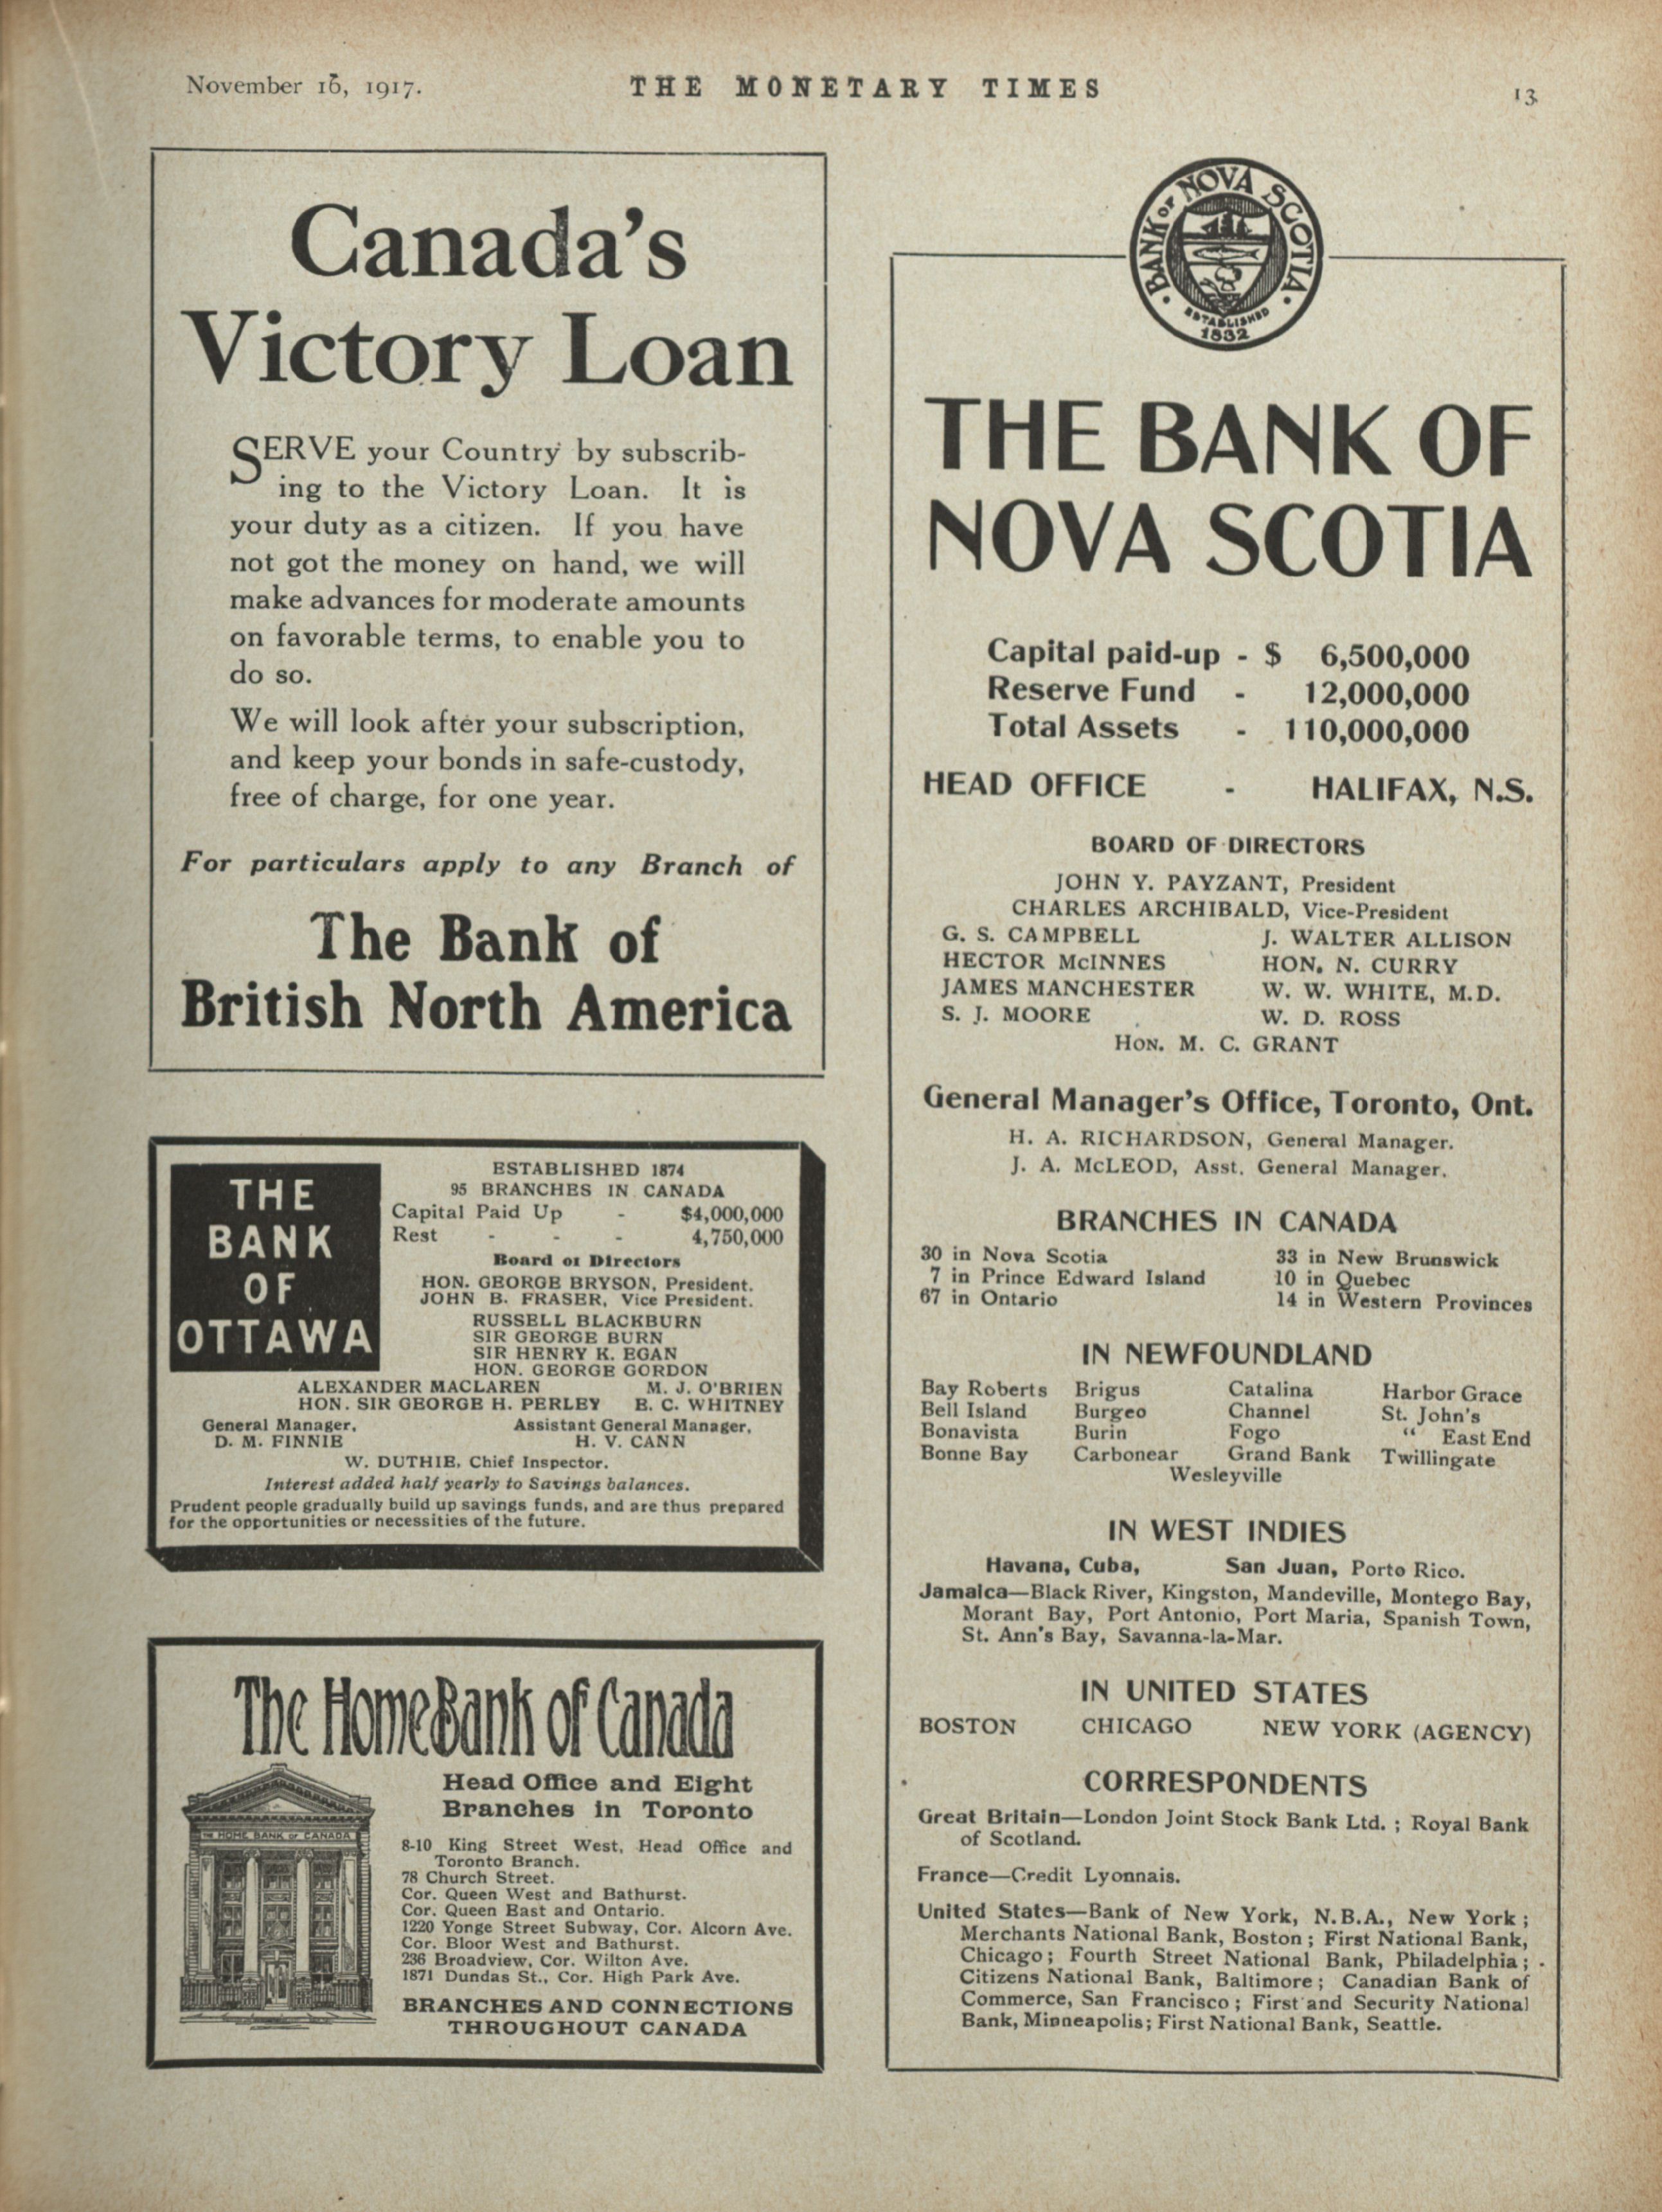 November 16, 1917.
THE MONETARY TIMES
13
Canada's
Victory Loan
SERVE your Country by subscrib-
ing to the Victory Loan. It is
your duty as a citizen. If you have
not got the money on hand, we will
make advances for moderate amounts
on favorable terms, to enable you to
do so.
We will look after your subscription,
and keep your bonds in safe-custody,
free of charge, for one year.
For particulars apply to any Branch of
The Bank of
British North America
THE
BANK
OF
OTTAWA
ESTABLISHED 1874
95 BRANCHES IN CANADA
Capital Paid Up - $4,000,000
Rest - - - 4,750,000
Board of Directors
HON. GEORGE BRYSON, President.
JOHN B. FRASER, Vice President.
RUSSELL BLACKBURN
SIR GEORGE BURN
SIR HENRY K. EGAN
HON. GEORGE GORDON
ALEXANDER MACLAREN M. J. O'BRIEN
HON. SIR GEORGE H. PERLEY E. C. WHITNEY
General Manager, Assistant General Manager,
D. M. FINNIE H. V. CANN
W. DUTHIE, Chief Inspector.
Interest added half yearly to Savings balances.
Prudent people gradually build up savings funds, and are thus prepared
for the opportunities or necessities of the future.
The Home Bank of Canada
THE HOME BANK OF CANADA
Head Office and Eight
Branches in Toronto
8-10 King Street West, Head Office and
Toronto Branch.
78 Church Street.
Cor. Queen West and Bathurst.
Cor. Queen East and Ontario.
1220 Yonge Street Subway, Cor. Alcorn Ave.
Cor. Bloor West and Bathurst.
236 Broadview, Cor. Wilton Ave.
1871 Dundas St., Cor. High Park Ave.
BRANCHES AND CONNECTIONS
THROUGHOUT CANADA
BANK OF NOVA SCOTIA
ESTABLISHED
1832
THE BANK OF
NOVA SCOTIA
Capital paid-up - $ 6,500,000
Reserve Fund - 12,000,000
Total Assets - 110,000,000
HEAD OFFICE - HALIFAX, N.S.
BOARD OF DIRECTORS
JOHN Y. PAYZANT, President
CHARLES ARCHIBALD, Vice-President
G. S. CAMPBELL J. WALTER ALLISON
HECTOR McINNES HON. N. CURRY
JAMES MANCHESTER W. W. WHITE, M.D.
S. J. MOORE W. D. ROSS
HON. M. C. GRANT
General Manager's Office, Toronto, Ont.
H. A. RICHARDSON, General Manager.
J. A. McLEOD, Asst. General Manager.
BRANCHES IN CANADA
30 in Nova Scotia 33 in New Brunswick
7 in Prince Edward Island 10 in Quebec
67 in Ontario 14 in Western Provinces
IN NEWFOUNDLAND
Bay Roberts Brigus Catalina Harbor Grace
Bell Island Burgeo Channel St. John's
Bonavista Burin Fogo " East End
Bonne Bay Carbonear Grand Bank Twillingate
Wesleyville
IN WEST INDIES
Havana, Cuba, San Juan, Porto Rico.
Jamaica—Black River, Kingston, Mandeville, Montego Bay,
Morant Bay, Port Antonio, Port Maria, Spanish Town,
St. Ann's Bay, Savanna-la-Mar.
IN UNITED STATES
BOSTON CHICAGO NEW YORK (AGENCY)
CORRESPONDENTS
Great Britain—London Joint Stock Bank Ltd. ; Royal Bank
of Scotland.
France—Credit Lyonnais.
United States—Bank of New York, N.B.A., New York ;
Merchants National Bank, Boston ; First National Bank,
Chicago ; Fourth Street National Bank, Philadelphia ;
Citizens National Bank, Baltimore ; Canadian Bank of
Commerce, San Francisco ; First and Security National
Bank, Minneapolis; First National Bank, Seattle.